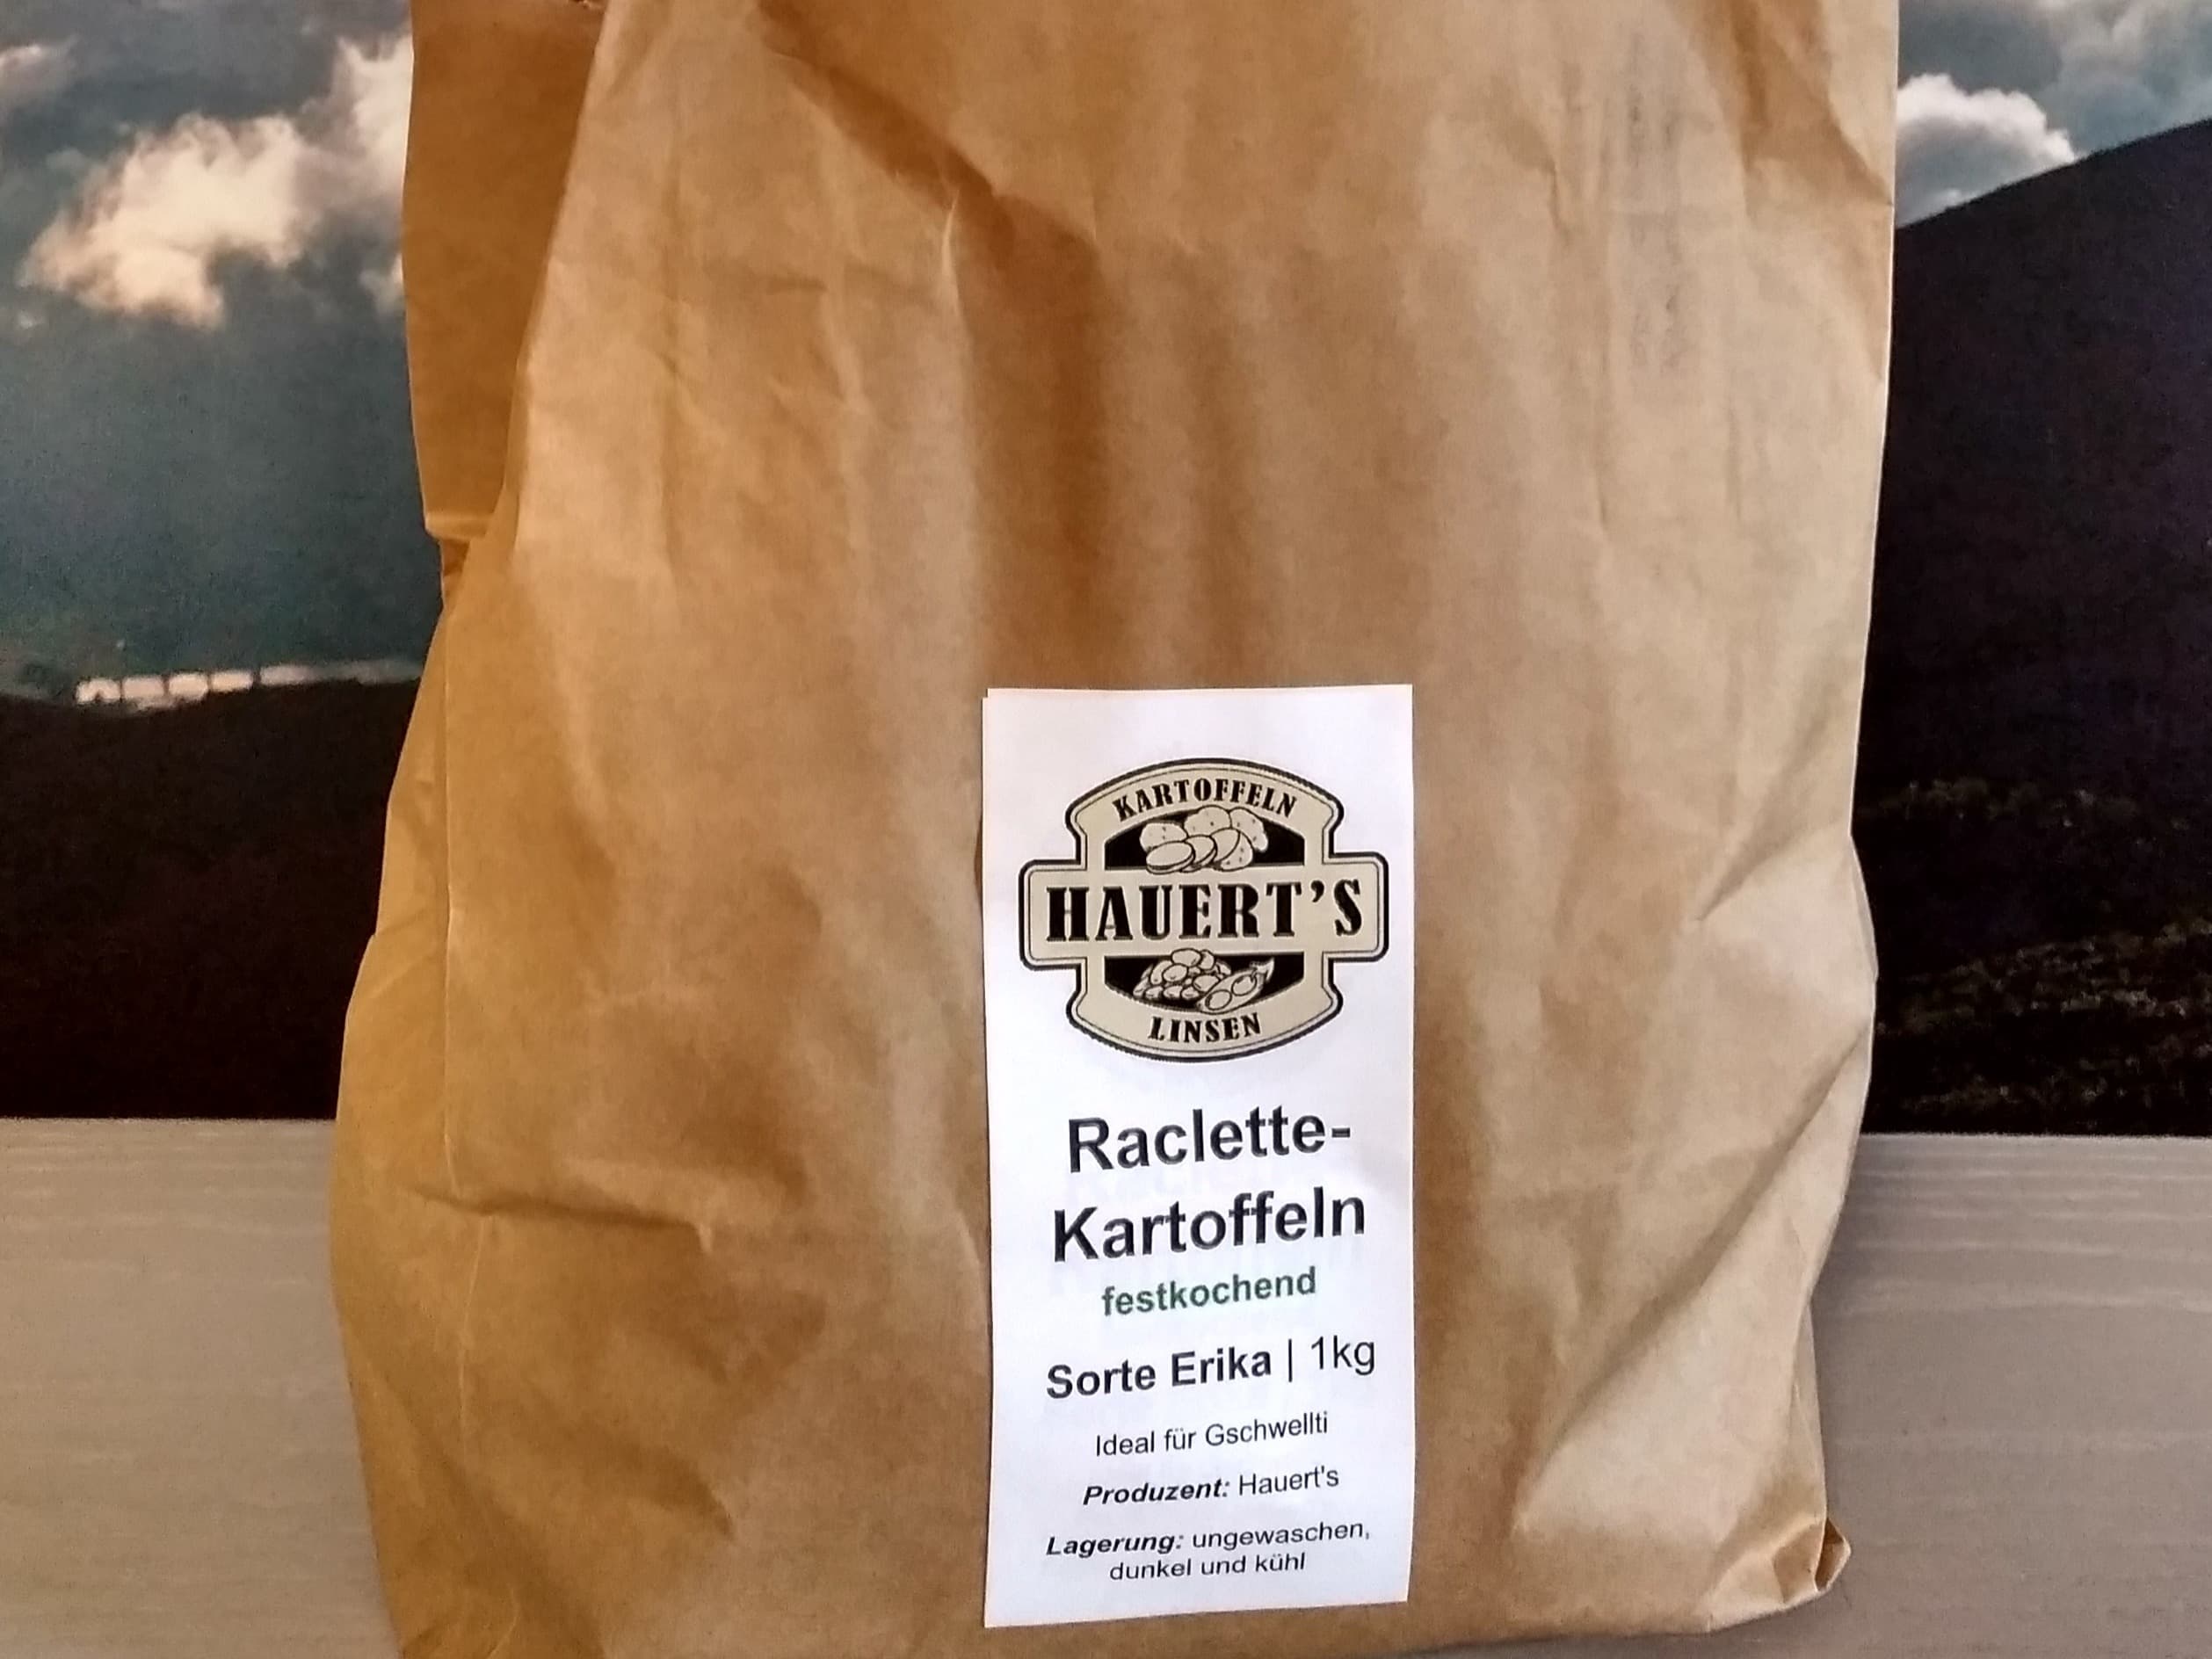 KARTOFFELN
HAUERT'S
LINSEN
Raclette-
Kartoffeln
festkochend
Sorte Erika | 1kg
Ideal für Gschwellti
Produzent: Hauert's
Lagerung: ungewaschen,
dunkel und kühl